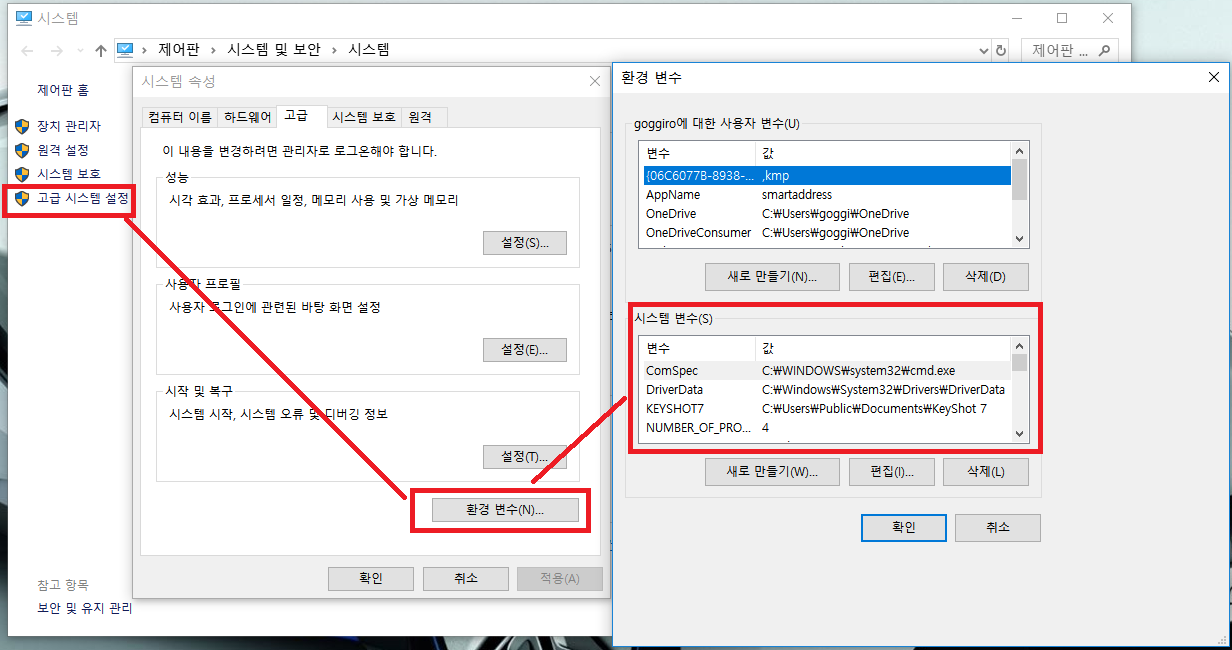 시스템
제어판 시스템 및 보안 시스템
제어판 ...
제어판 홈
장치 관리자
원격 설정
시스템 보호
고급 시스템 설정
참고 항목
보안 및 유지 관리
시스템 속성
컴퓨터 이름 하드웨어 고급 시스템 보호 원격
이 내용을 변경하려면 관리자로 로그온해야 합니다.
성능
시각 효과, 프로세서 일정, 메모리 사용 및 가상 메모리
설정(S)...
사용자 프로필
사용자 로그인에 관련된 바탕 화면 설정
설정(E)...
시작 및 복구
시스템 시작, 시스템 오류 및 디버깅 정보
설정(T)...
환경 변수(N)...
확인 취소 적용(A)
환경 변수
goggiro에 대한 사용자 변수(U)
변수 값
{06C6077B-8938-... ,kmp
AppName smartaddress
OneDrive C:₩Users₩goggi₩OneDrive
OneDriveConsumer C:₩Users₩goggi₩OneDrive
새로 만들기(N)... 편집(E)... 삭제(D)
시스템 변수(S)
변수 값
ComSpec C:₩WINDOWS₩system32₩cmd.exe
DriverData C:₩Windows₩System32₩Drivers₩DriverData
KEYSHOT7 C:₩Users₩Public₩Documents₩KeyShot 7
NUMBER_OF_PRO... 4
새로 만들기(W)... 편집(I)... 삭제(L)
확인 취소